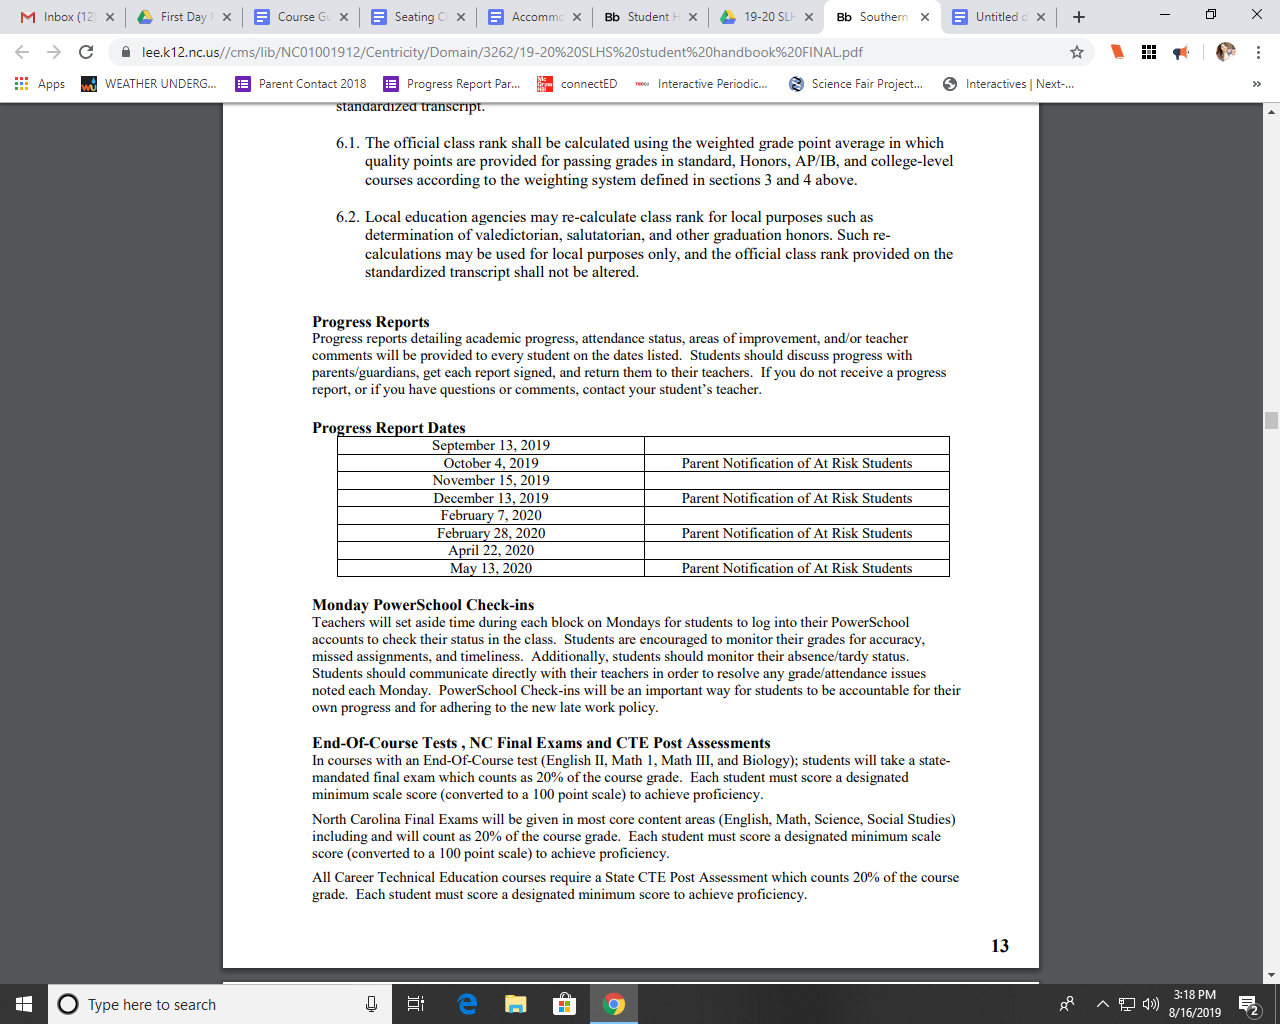 Inbox (12)
First Day
Course Gu
Seating C
Accommo
Bb Student H
19-20 SLH
Bb Southern
Untitled d
lee.k12.nc.us//cms/lib/NC01001912/Centricity/Domain/3262/19-20%20SLHS%20student%20handbook%20FINAL.pdf
Apps
WEATHER UNDERG...
Parent Contact 2018
Progress Report Par...
connectED
Interactive Periodic...
Science Fair Project...
Interactives | Next-...
»
standardized transcript.
6.1. The official class rank shall be calculated using the weighted grade point average in which
quality points are provided for passing grades in standard, Honors, AP/IB, and college-level
courses according to the weighting system defined in sections 3 and 4 above.
6.2. Local education agencies may re-calculate class rank for local purposes such as
determination of valedictorian, salutatorian, and other graduation honors. Such re-
calculations may be used for local purposes only, and the official class rank provided on the
standardized transcript shall not be altered.
Progress Reports
Progress reports detailing academic progress, attendance status, areas of improvement, and/or teacher
comments will be provided to every student on the dates listed. Students should discuss progress with
parents/guardians, get each report signed, and return them to their teachers. If you do not receive a progress
report, or if you have questions or comments, contact your student's teacher.
Progress Report Dates
September 13, 2019
October 4, 2019 Parent Notification of At Risk Students
November 15, 2019
December 13, 2019 Parent Notification of At Risk Students
February 7, 2020
February 28, 2020 Parent Notification of At Risk Students
April 22, 2020
May 13, 2020 Parent Notification of At Risk Students
Monday PowerSchool Check-ins
Teachers will set aside time during each block on Mondays for students to log into their PowerSchool
accounts to check their status in the class. Students are encouraged to monitor their grades for accuracy,
missed assignments, and timeliness. Additionally, students should monitor their absence/tardy status.
Students should communicate directly with their teachers in order to resolve any grade/attendance issues
noted each Monday. PowerSchool Check-ins will be an important way for students to be accountable for their
own progress and for adhering to the new late work policy.
End-Of-Course Tests , NC Final Exams and CTE Post Assessments
In courses with an End-Of-Course test (English II, Math 1, Math III, and Biology); students will take a state-
mandated final exam which counts as 20% of the course grade. Each student must score a designated
minimum scale score (converted to a 100 point scale) to achieve proficiency.
North Carolina Final Exams will be given in most core content areas (English, Math, Science, Social Studies)
including and will count as 20% of the course grade. Each student must score a designated minimum scale
score (converted to a 100 point scale) to achieve proficiency.
All Career Technical Education courses require a State CTE Post Assessment which counts 20% of the course
grade. Each student must score a designated minimum score to achieve proficiency.
13
Type here to search
3:18 PM
8/16/2019
2